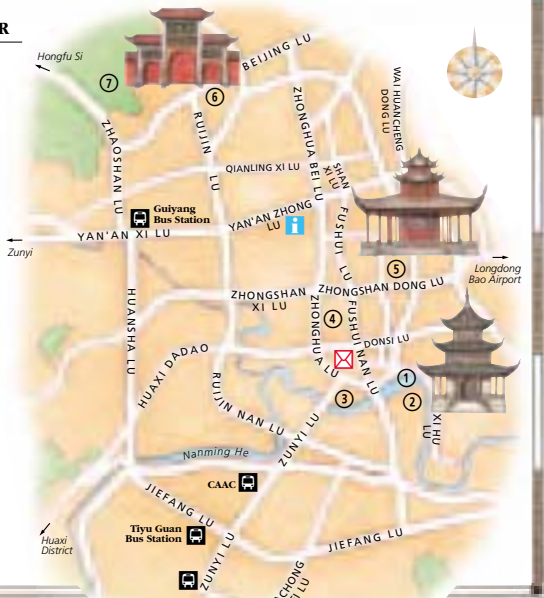 R
Hongfu Si
BEIJING LU
7
6
WAI HUANCHENG
DONG LU
ZHAOSHAN LU
RUIJIN LU
ZHONGHUA BEI LU
SHAN
XI LU
QIANLING XI LU
Guiyang
Bus Station
YAN'AN ZHONG
LU
i
FUSHUI LU
YAN'AN XI LU
Zunyi
5
Longdong
Bao Airport
ZHONGSHAN DONG LU
ZHONGSHAN
XI LU
HUANSHA LU
4
ZHONGHUA LU
FUSHUI NAN LU
DONSI LU
HUAXI DADAO
1
3
2
RUIJIN NAN LU
XI HU
LU
ZUNYI LU
Nanming He
CAAC
JIEFANG LU
Tiyu Guan
Bus Station
JIEFANG LU
Huaxi
District
ZUNYI LU